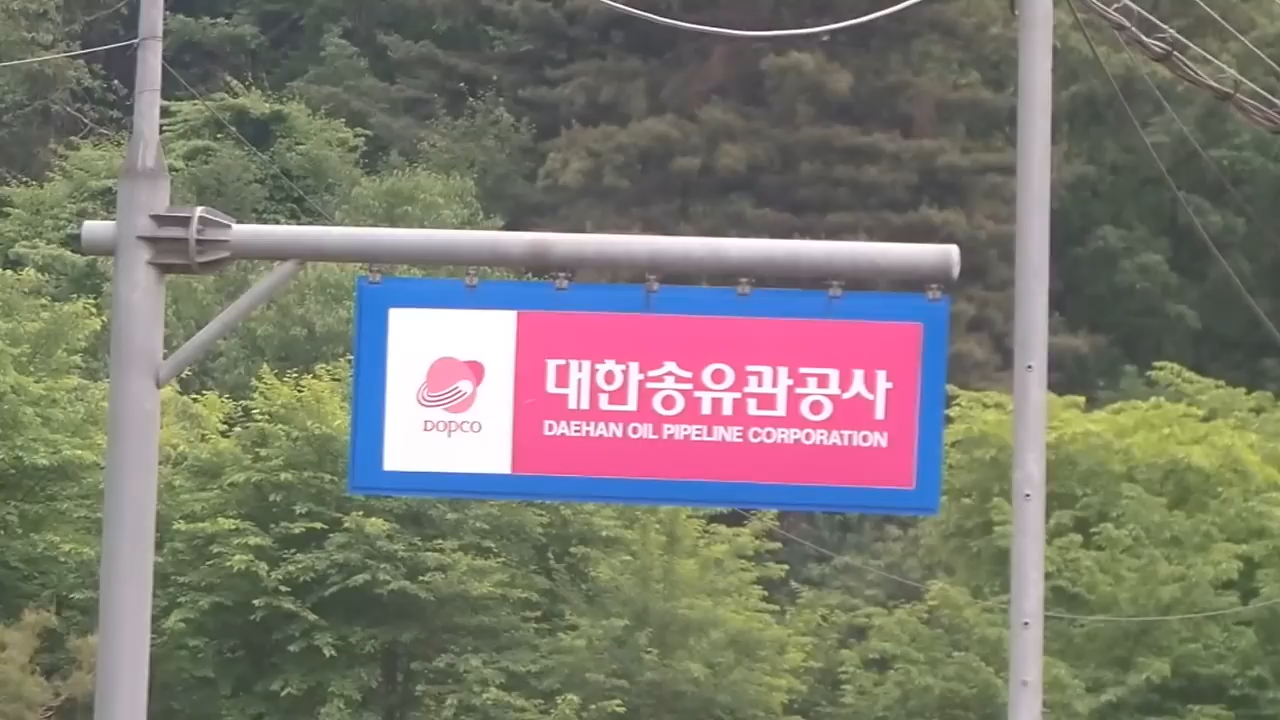 DOPCO
대한송유관공사
DAEHAN OIL PIPELINE CORPORATION